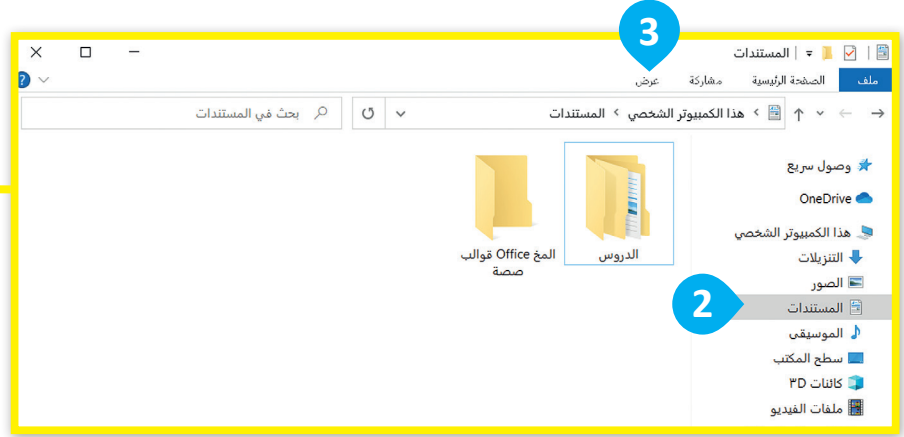 3
المستندات
ملف الصفحة الرئيسية مشاركة عرض
?
هذا الكمبيوتر الشخصي › المستندات
بحث في المستندات
وصول سريع
OneDrive
هذا الكمبيوتر الشخصي
التنزيلات
الصور
المستندات
2
الموسيقى
سطح المكتب
كائنات ٣D
ملفات الفيديو
الدروس
قوالب Office المخ
صصة